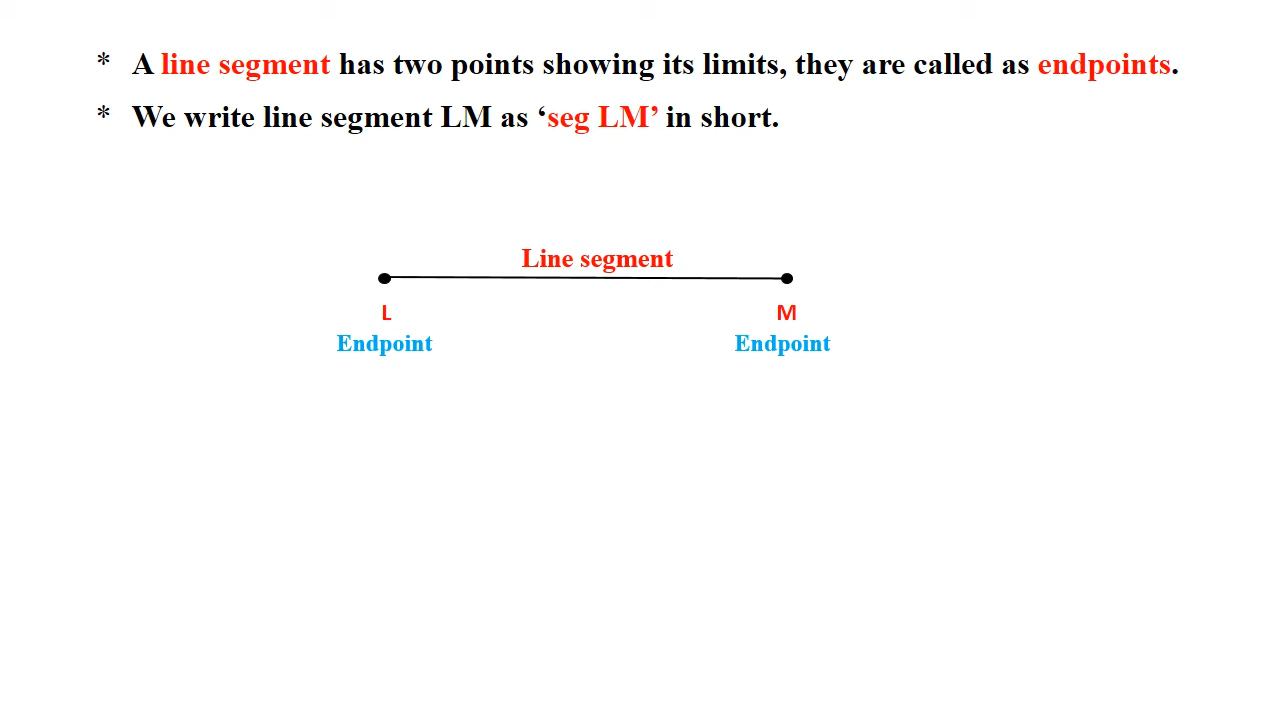 * A line segment has two points showing its limits, they are called as endpoints.
* We write line segment LM as ‘seg LM’ in short.
Line segment
L M
Endpoint Endpoint